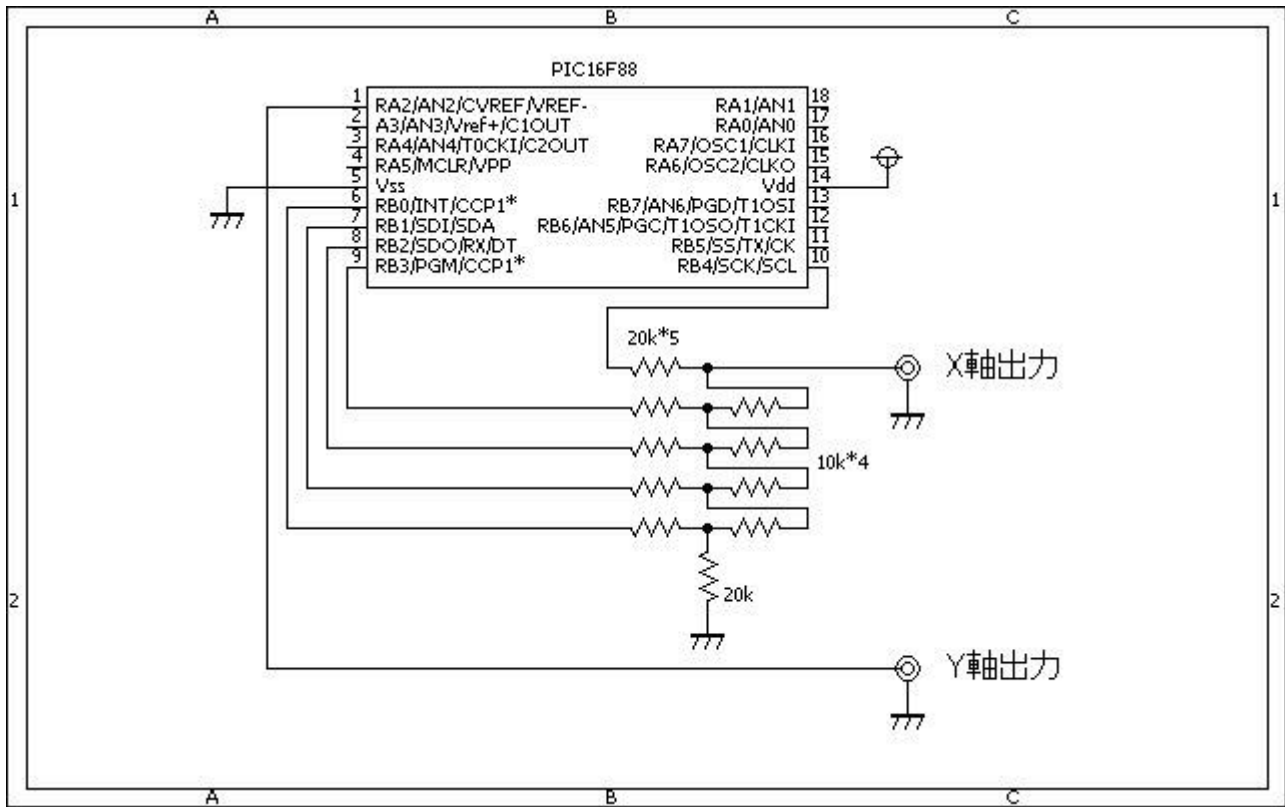 A B C
PIC16F88
1 RA2/AN2/CVREF/VREF- RA1/AN1 18
2 A3/AN3/Vref+/C1OUT RA0/AN0 17
3 RA4/AN4/T0CKI/C2OUT RA7/OSC1/CLKI 16
4 RA5/MCLR/VPP RA6/OSC2/CLKO 15
5 Vss Vdd 14
6 RB0/INT/CCP1* RB7/AN6/PGD/T1OSI 13
7 RB1/SDI/SDA RB6/AN5/PGC/T1OSO/T1CKI 12
8 RB2/SDO/RX/DT RB5/SS/TX/CK 11
9 RB3/PGM/CCP1* RB4/SCK/SCL 10
1 1
20k*5
X軸出力
10k*4
20k
2 2
Y軸出力
A B C